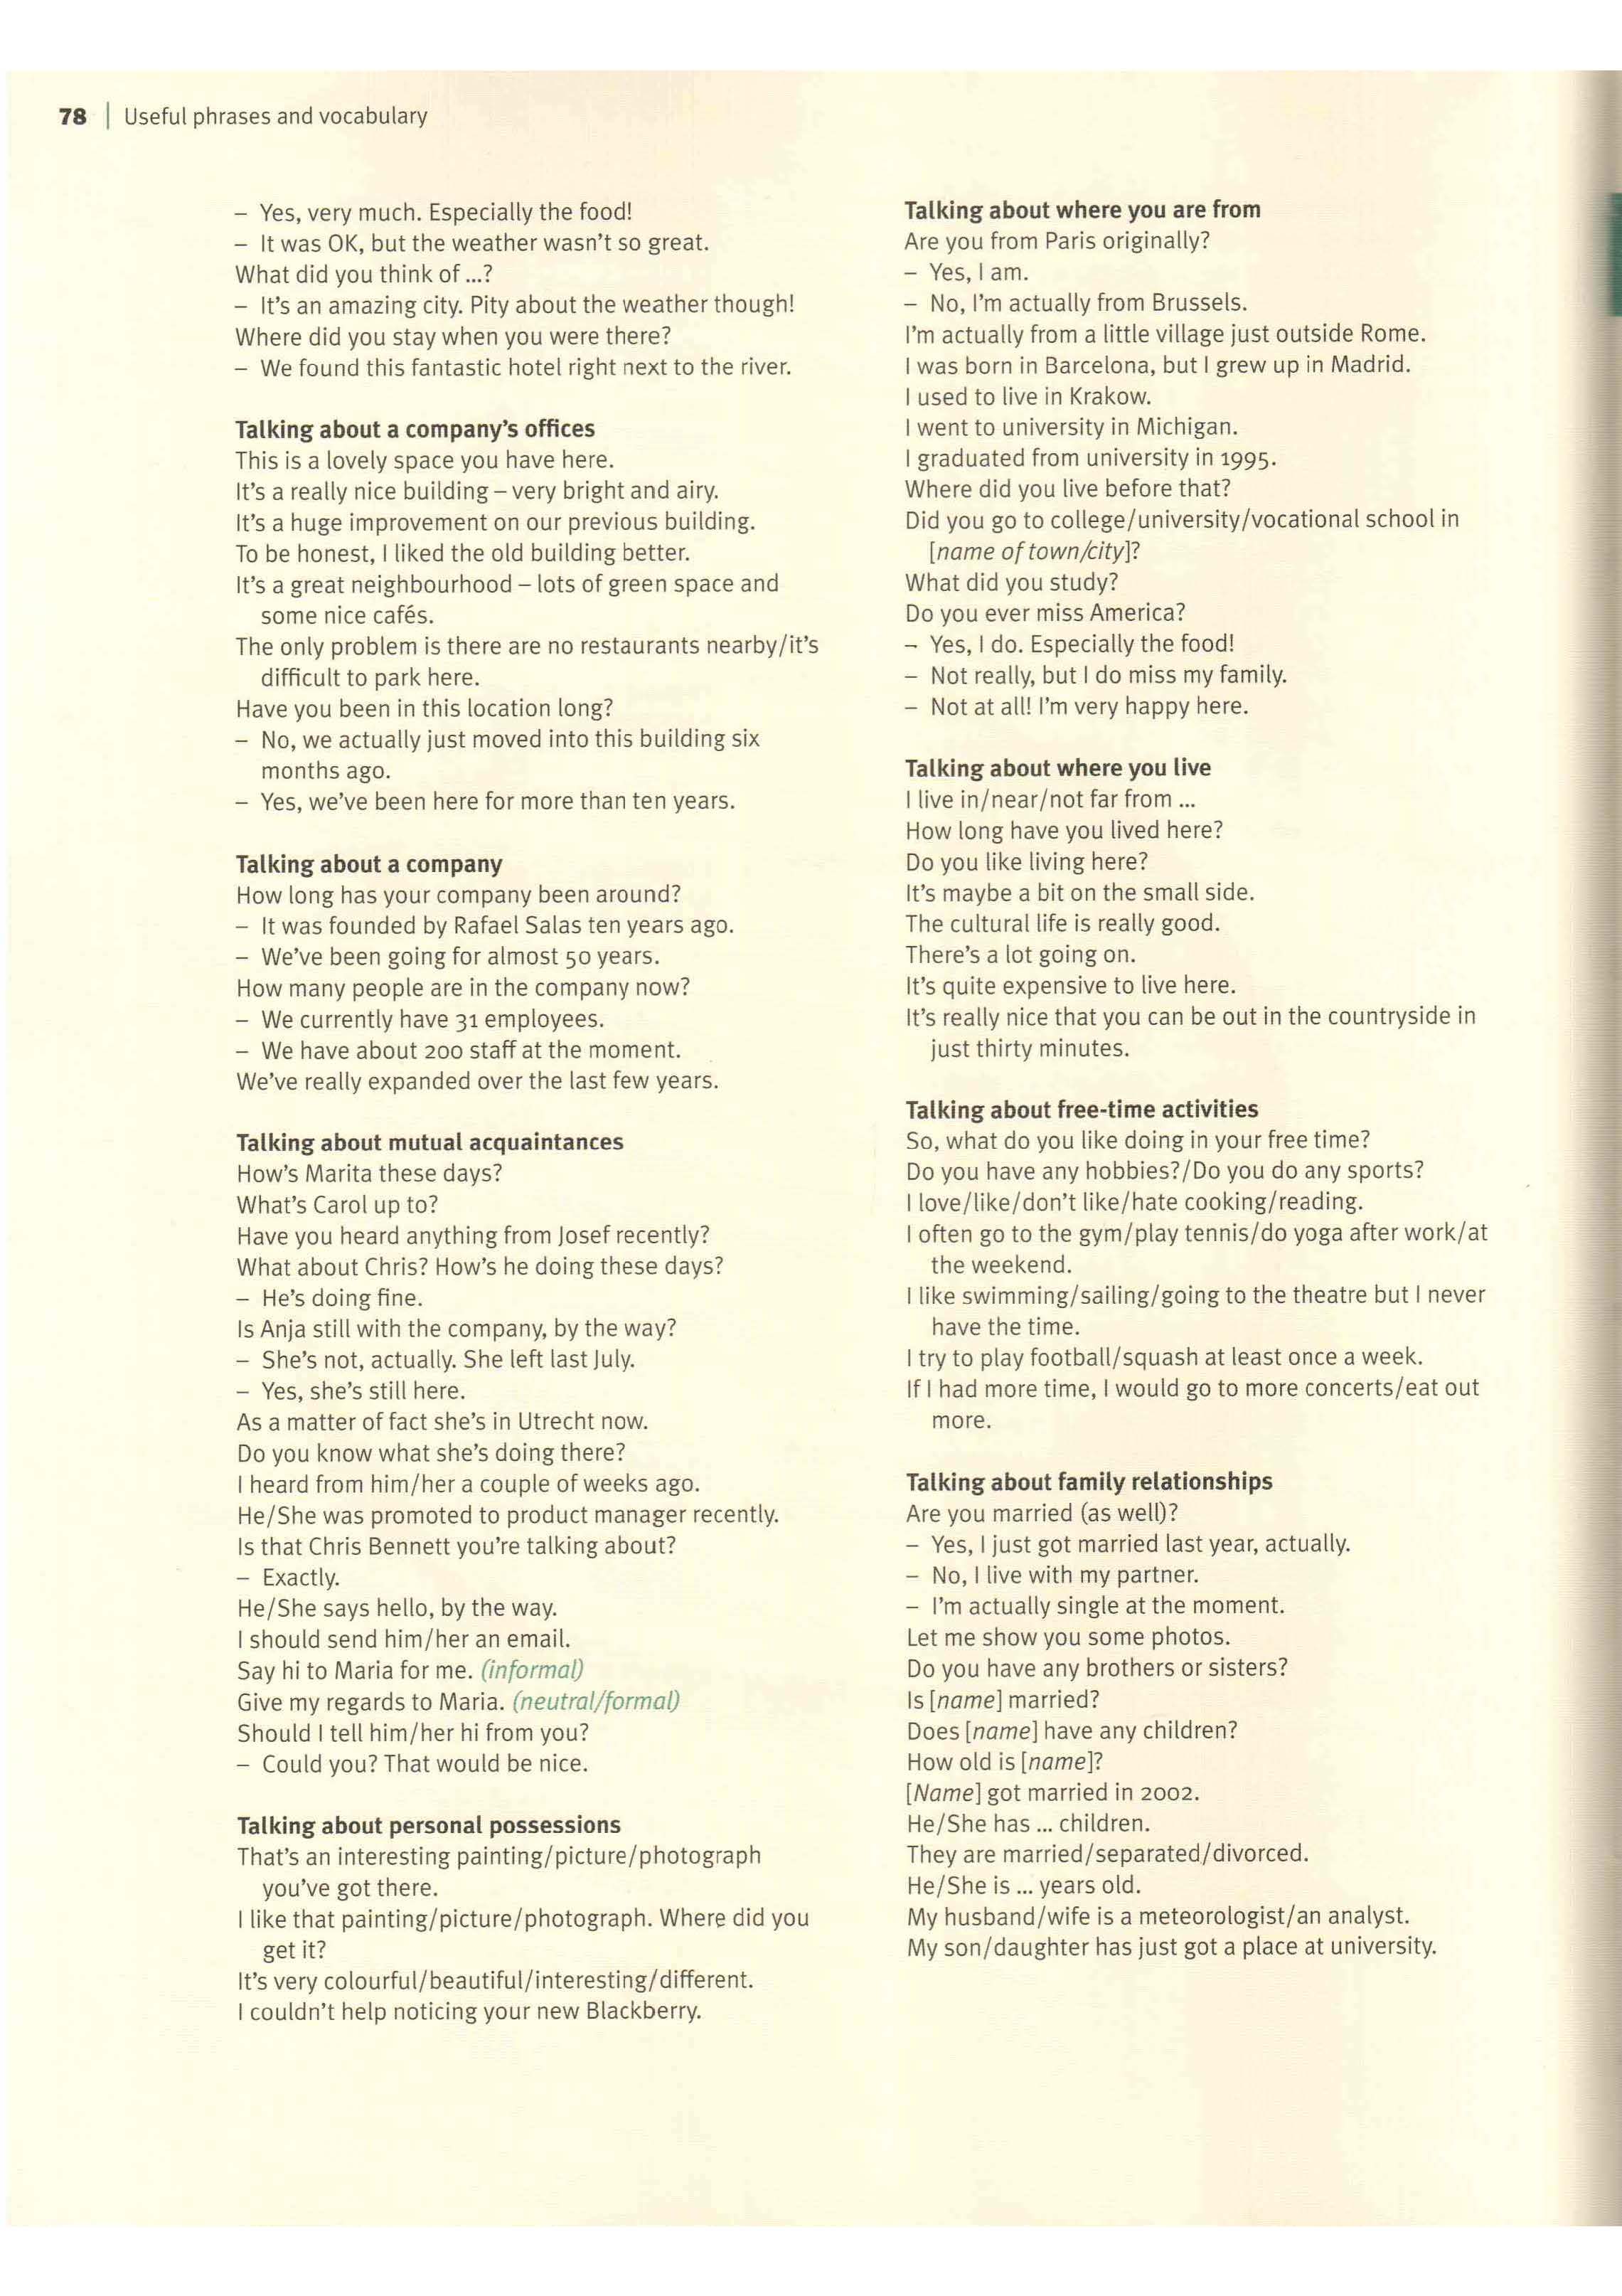 78 | Useful phrases and vocabulary
– Yes, very much. Especially the food!
– It was OK, but the weather wasn't so great.
What did you think of ...?
– It's an amazing city. Pity about the weather though!
Where did you stay when you were there?
– We found this fantastic hotel right next to the river.
Talking about a company's offices
This is a lovely space you have here.
It's a really nice building – very bright and airy.
It's a huge improvement on our previous building.
To be honest, I liked the old building better.
It's a great neighbourhood – lots of green space and
some nice cafés.
The only problem is there are no restaurants nearby/it's
difficult to park here.
Have you been in this location long?
– No, we actually just moved into this building six
months ago.
– Yes, we've been here for more than ten years.
Talking about a company
How long has your company been around?
– It was founded by Rafael Salas ten years ago.
– We've been going for almost 50 years.
How many people are in the company now?
– We currently have 31 employees.
– We have about 200 staff at the moment.
We've really expanded over the last few years.
Talking about mutual acquaintances
How's Marita these days?
What's Carol up to?
Have you heard anything from Josef recently?
What about Chris? How's he doing these days?
– He's doing fine.
Is Anja still with the company, by the way?
– She's not, actually. She left last July.
– Yes, she's still here.
As a matter of fact she's in Utrecht now.
Do you know what she's doing there?
I heard from him/her a couple of weeks ago.
He/She was promoted to product manager recently.
Is that Chris Bennett you're talking about?
– Exactly.
He/She says hello, by the way.
I should send him/her an email.
Say hi to Maria for me. (informal)
Give my regards to Maria. (neutral/formal)
Should I tell him/her hi from you?
– Could you? That would be nice.
Talking about personal possessions
That's an interesting painting/picture/photograph
you've got there.
I like that painting/picture/photograph. Where did you
get it?
It's very colourful/beautiful/interesting/different.
I couldn't help noticing your new Blackberry.
Talking about where you are from
Are you from Paris originally?
– Yes, I am.
– No, I'm actually from Brussels.
I'm actually from a little village just outside Rome.
I was born in Barcelona, but I grew up in Madrid.
I used to live in Krakow.
I went to university in Michigan.
I graduated from university in 1995.
Where did you live before that?
Did you go to college/university/vocational school in
[name of town/city]?
What did you study?
Do you ever miss America?
– Yes, I do. Especially the food!
– Not really, but I do miss my family.
– Not at all! I'm very happy here.
Talking about where you live
I live in/near/not far from ...
How long have you lived here?
Do you like living here?
It's maybe a bit on the small side.
The cultural life is really good.
There's a lot going on.
It's quite expensive to live here.
It's really nice that you can be out in the countryside in
just thirty minutes.
Talking about free-time activities
So, what do you like doing in your free time?
Do you have any hobbies?/Do you do any sports?
I love/like/don't like/hate cooking/reading.
I often go to the gym/play tennis/do yoga after work/at
the weekend.
I like swimming/sailing/going to the theatre but I never
have the time.
I try to play football/squash at least once a week.
If I had more time, I would go to more concerts/eat out
more.
Talking about family relationships
Are you married (as well)?
– Yes, I just got married last year, actually.
– No, I live with my partner.
– I'm actually single at the moment.
Let me show you some photos.
Do you have any brothers or sisters?
Is [name] married?
Does [name] have any children?
How old is [name]?
[Name] got married in 2002.
He/She has ... children.
They are married/separated/divorced.
He/She is ... years old.
My husband/wife is a meteorologist/an analyst.
My son/daughter has just got a place at university.